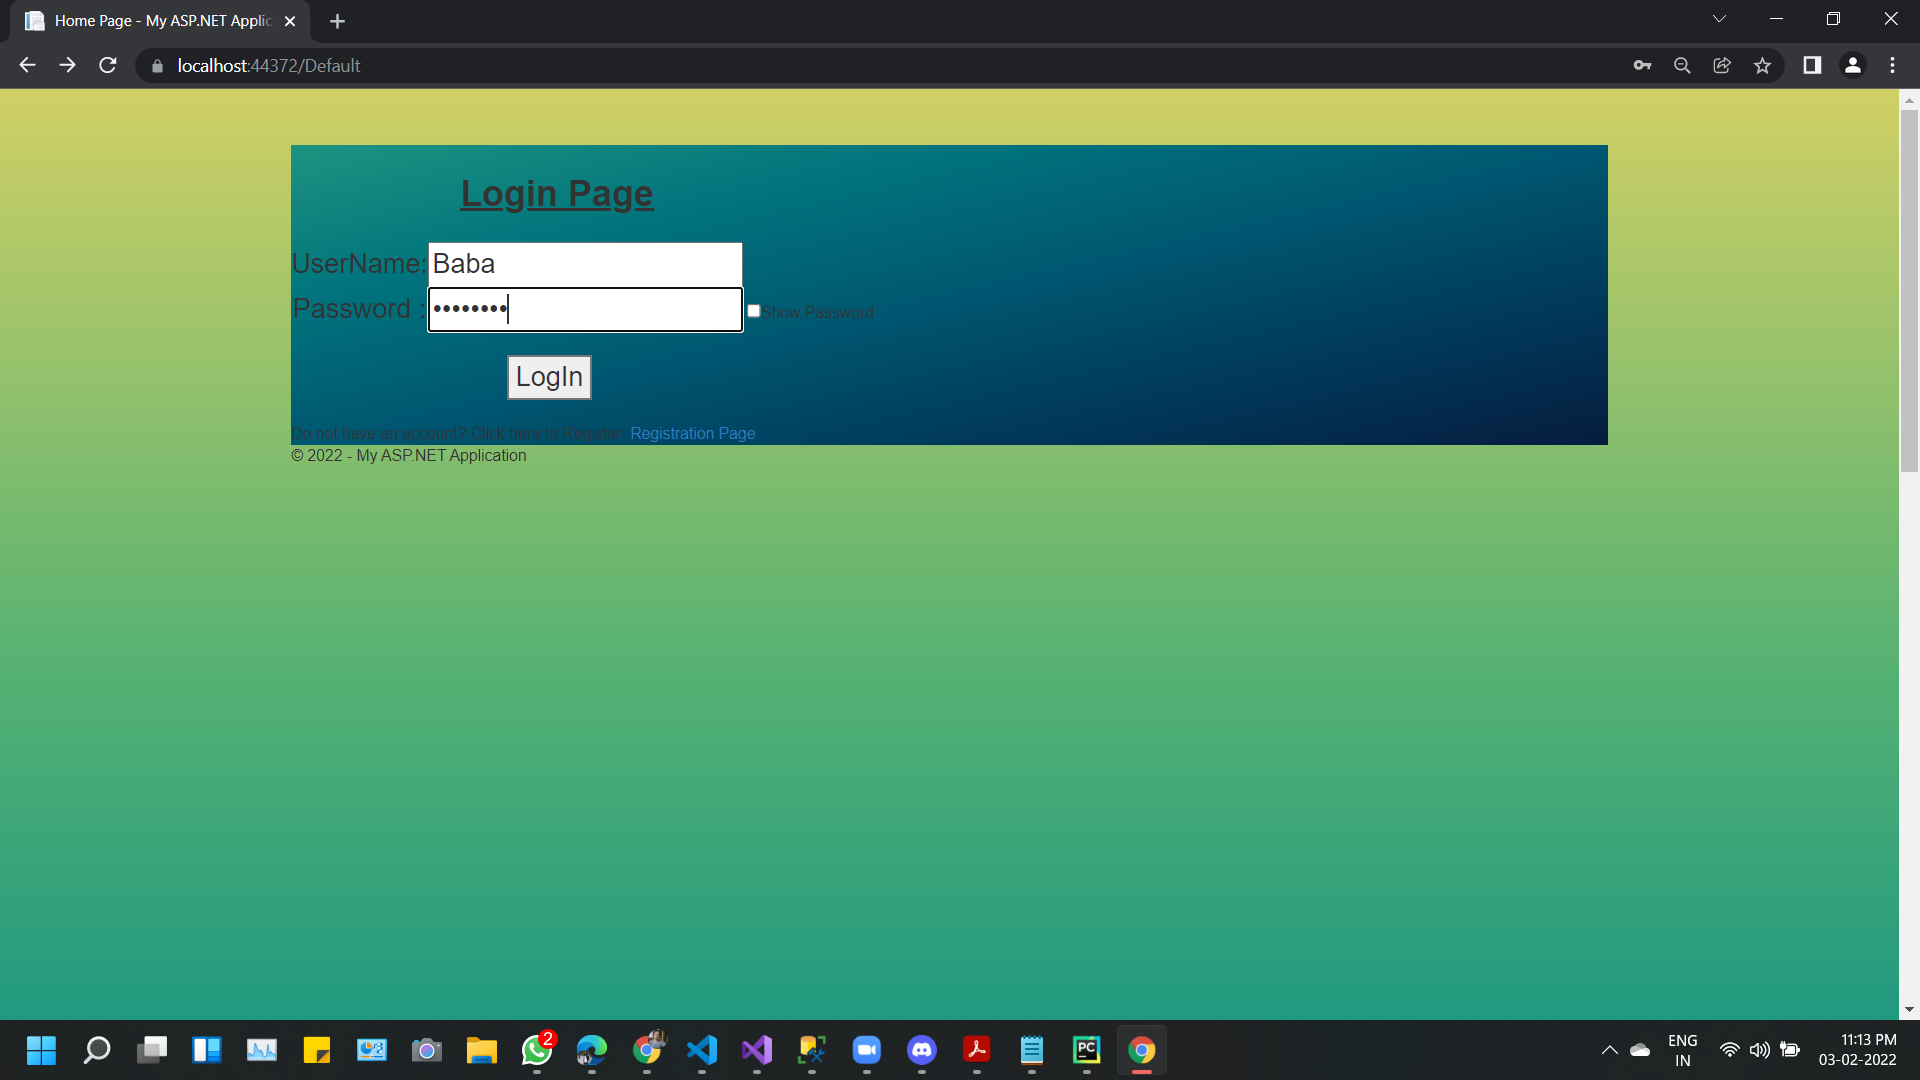 Home Page - My ASP.NET Applic
localhost:44372/Default
Login Page
UserName: Baba
Password : ••••••••
Show Password
LogIn
Do not have an account? Click here to Register: Registration Page
© 2022 - My ASP.NET Application
2
PC
ENG
IN
11:13 PM
03-02-2022